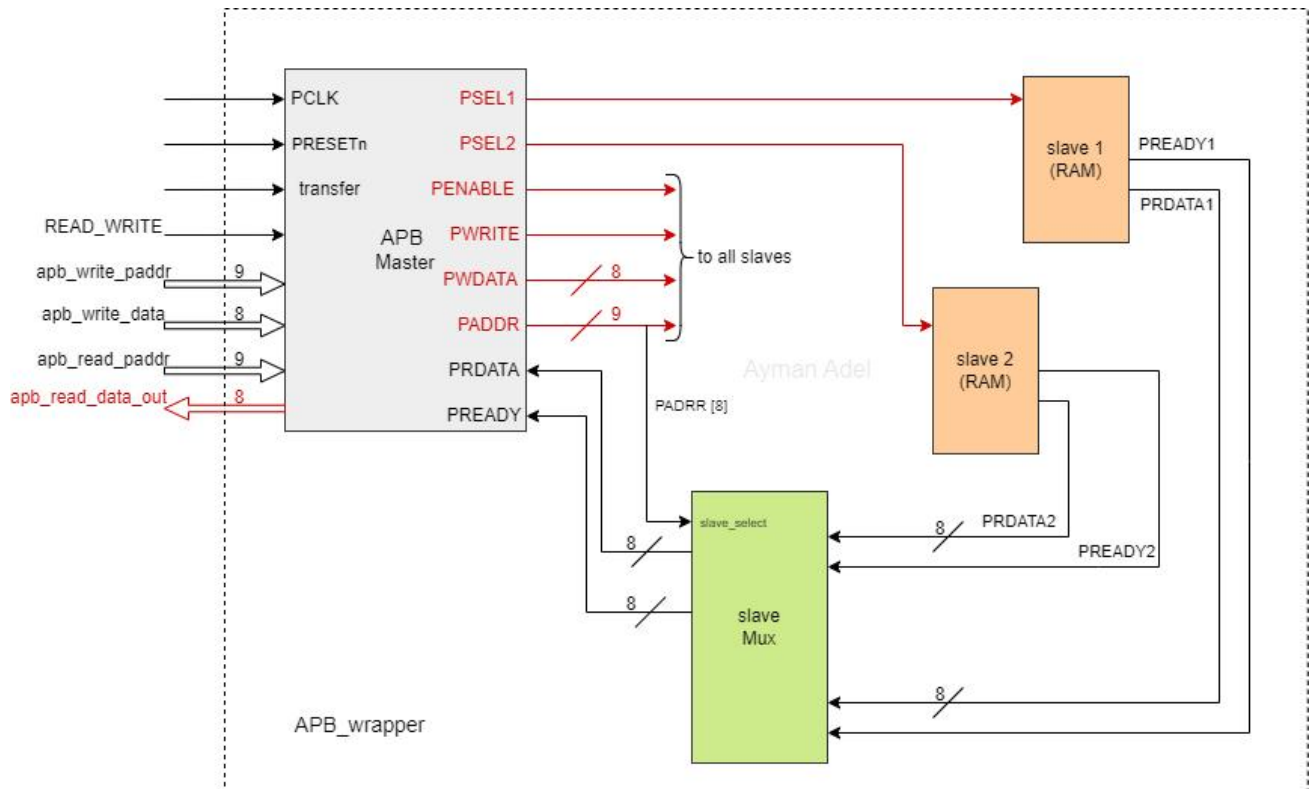 PCLK
PRESETn
transfer
READ_WRITE
apb_write_paddr
9
apb_write_data
8
apb_read_paddr
9
apb_read_data_out
8
APB
Master
PSEL1
PSEL2
PENABLE
PWRITE
PWDATA
8
PADDR
9
PRDATA
PREADY
to all slaves
PADRR [8]
Ayman Adel
slave 1
(RAM)
PREADY1
PRDATA1
slave 2
(RAM)
PRDATA2
8
PREADY2
slave_select
8
8
slave
Mux
8
APB_wrapper